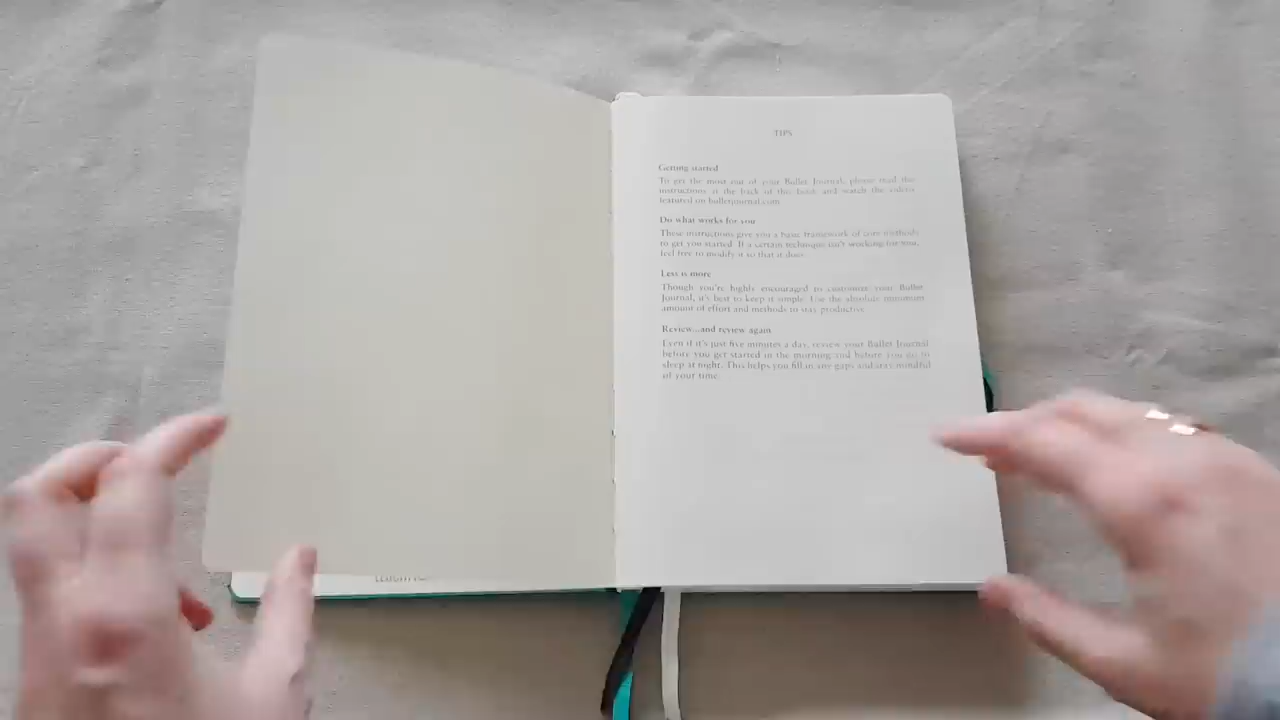 TIPS
Getting started
To get the most out of your Bullet Journal, please read the
instructions at the back of this book and watch the videos
featured on bulletjournal.com.
Do what works for you
These instructions give you a basic framework of core methods
to get you started. If a certain technique isn't working for you,
feel free to modify it so that it does.
Less is more
Though you're highly encouraged to customize your Bullet
Journal, it's best to keep it simple. Use the absolute minimum
amount of effort and methods to stay productive.
Review...and review again
Even if it's just five minutes a day, review your Bullet Journal
before you get started in the morning and before you go to
sleep at night. This helps you fill in any gaps and stay mindful
of your time.